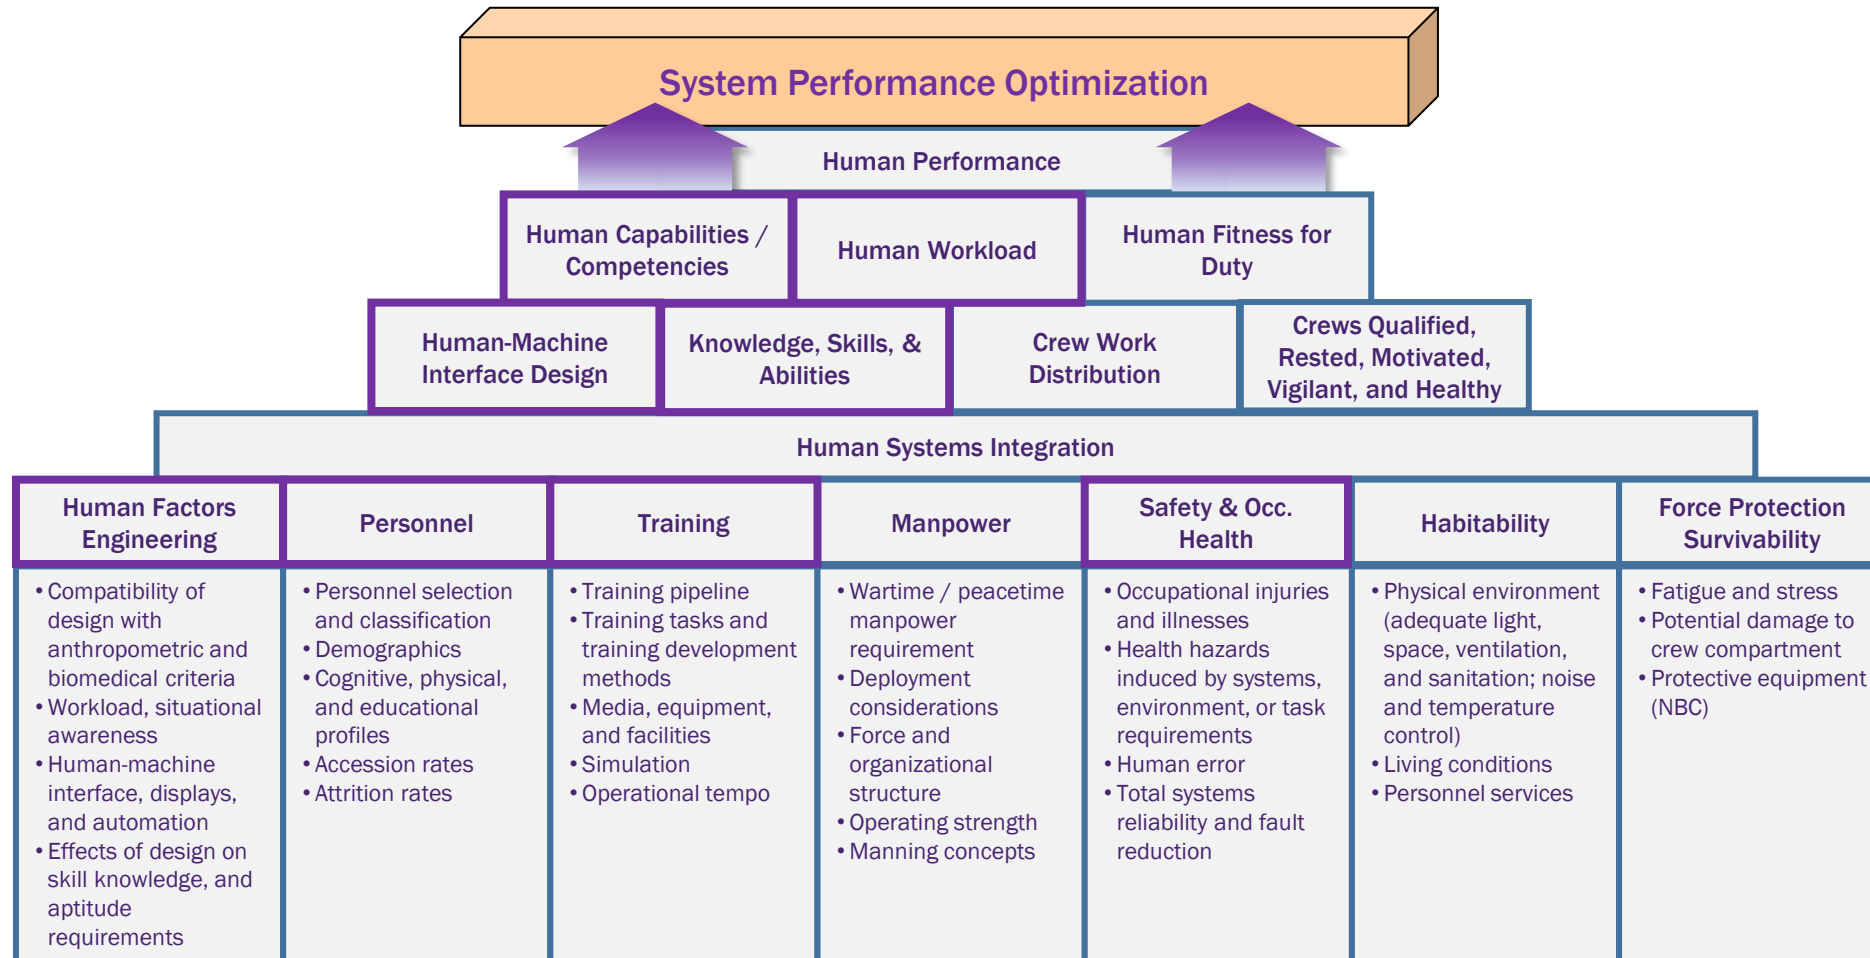 System Performance Optimization
Human Performance
Human Capabilities /
Competencies
Human Workload
Human Fitness for
Duty
Human-Machine
Interface Design
Knowledge, Skills, &
Abilities
Crew Work
Distribution
Crews Qualified,
Rested, Motivated,
Vigilant, and Healthy
Human Systems Integration
Human Factors
Engineering
• Compatibility of
design with
anthropometric and
biomedical criteria
• Workload, situational
awareness
• Human-machine
interface, displays,
and automation
• Effects of design on
skill knowledge, and
aptitude
requirements
Personnel
• Personnel selection
and classification
• Demographics
• Cognitive, physical,
and educational
profiles
• Accession rates
• Attrition rates
Training
• Training pipeline
• Training tasks and
training development
methods
• Media, equipment,
and facilities
• Simulation
• Operational tempo
Manpower
• Wartime / peacetime
manpower
requirement
• Deployment
considerations
• Force and
organizational
structure
• Operating strength
• Manning concepts
Safety & Occ.
Health
• Occupational injuries
and illnesses
• Health hazards
induced by systems,
environment, or task
requirements
• Human error
• Total systems
reliability and fault
reduction
Habitability
• Physical environment
(adequate light,
space, ventilation,
and sanitation; noise
and temperature
control)
• Living conditions
• Personnel services
Force Protection
Survivability
• Fatigue and stress
• Potential damage to
crew compartment
• Protective equipment
(NBC)